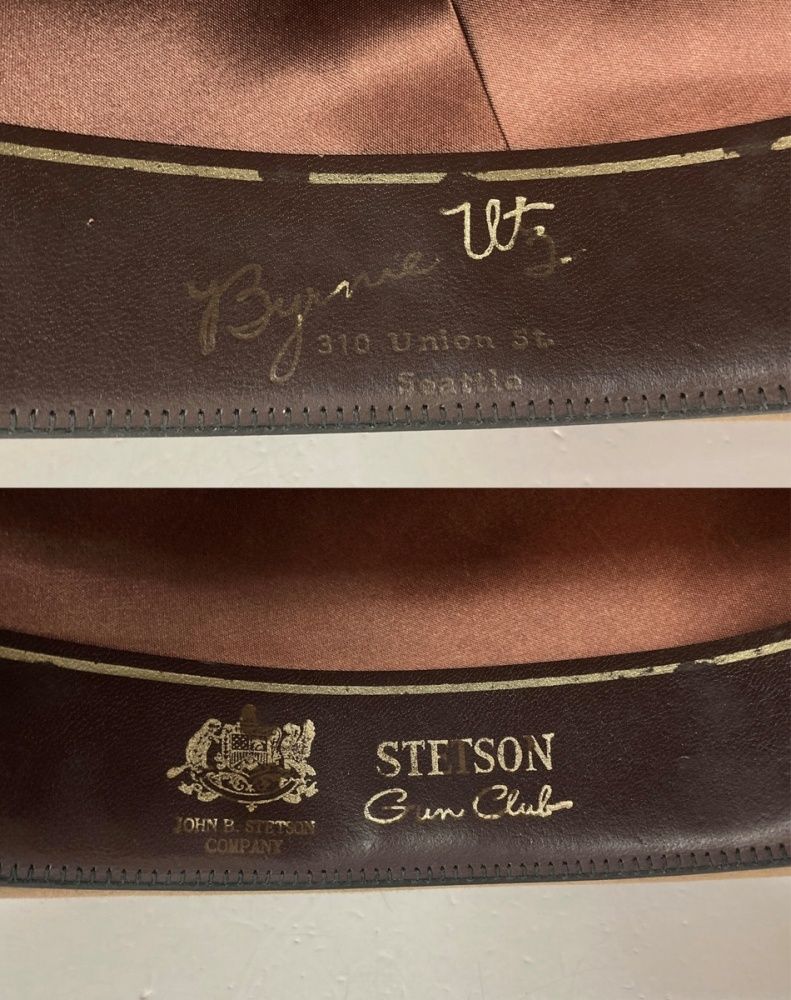 Byrnie Utz
310 Union St.
Seattle
JOHN B. STETSON
COMPANY
STETSON
Gun Club